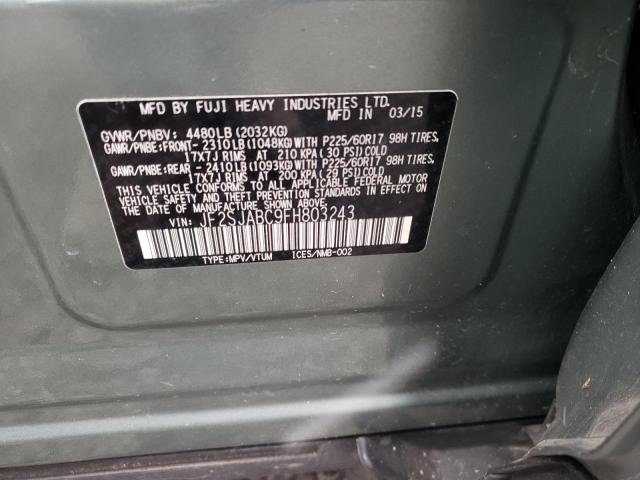 MFD BY FUJI HEAVY INDUSTRIES LTD.
MFD IN 03/15
GVWR/PNBV: 4480LB(2032KG)
GAWR/PNBE:FRONT-2310LB(1048KG)WITH P225/60R17 98H TIRES,
17X7J RIMS AT 210 KPA(30 PSI)COLD
GAWR/PNBE:REAR -2410LB(1093KG)WITH P225/60R17 98H TIRES,
17X7J RIMS AT 200 KPA(29 PSI)COLD
THIS VEHICLE CONFORMS TO ALL APPLICABLE FEDERAL MOTOR
VEHICLE SAFETY AND THEFT PREVENTION STANDARDS IN EFFECT
ON THE DATE OF MANUFACTURE SHOWN ABOVE.
VIN: JF2SJABC9FH803243
TYPE:MPV/VTUM ICES/NMB-002